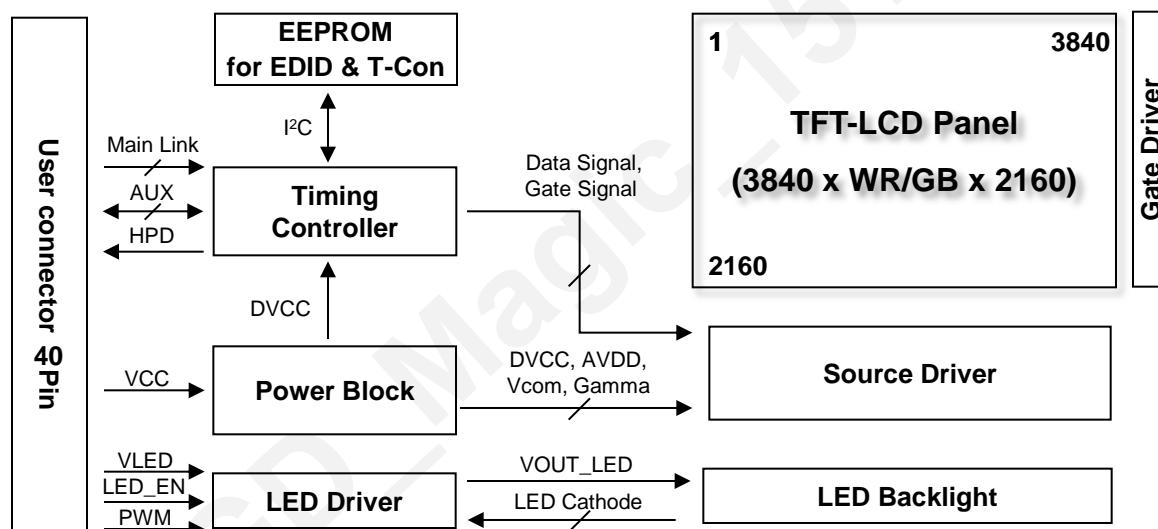 EEPROM
for EDID & T-Con
I²C
User connector 40Pin
Main Link
AUX
HPD
Timing
Controller
Data Signal,
Gate Signal
1
3840
TFT-LCD Panel
(3840 x WR/GB x 2160)
2160
Gate Driver
DVCC
VCC
Power Block
DVCC, AVDD,
Vcom, Gamma
Source Driver
VLED
LED_EN
PWM
LED Driver
VOUT_LED
LED Cathode
LED Backlight